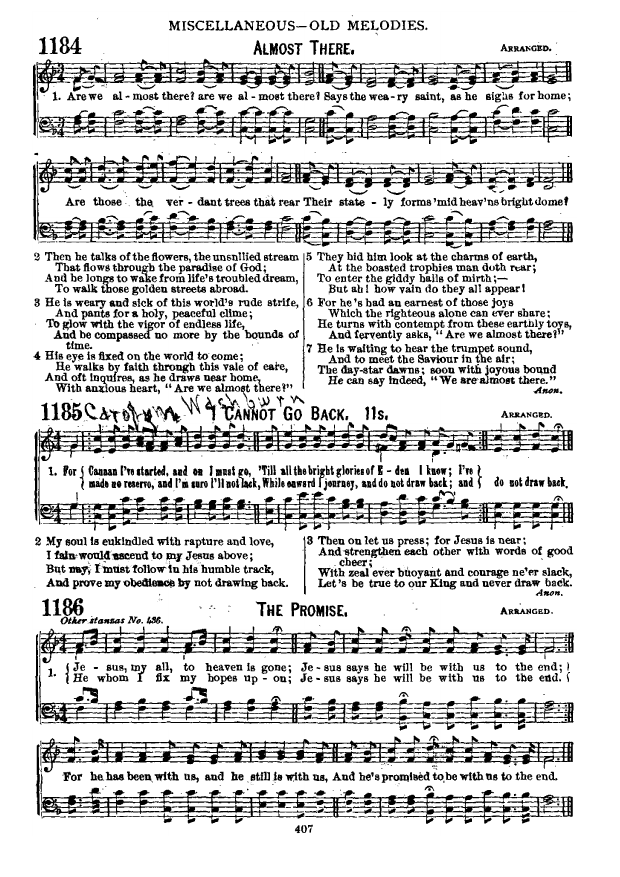 MISCELLANEOUS—OLD MELODIES.
1184 ALMOST THERE. ARRANGED.
1. Are we al-most there? are we al-most there? Says the wea-ry saint, as he sighs for home;
Are those the ver-dant trees that rear Their state-ly forms 'mid heav'ns bright dome?
2 Then he talks of the flowers, the unsullied stream
That flows through the paradise of God;
And he longs to wake from life's troubled dream,
To walk those golden streets abroad.
3 He is weary and sick of this world's rude strife,
And pants for a holy, peaceful clime;
To glow with the vigor of endless life,
And be compassed no more by the bounds of
time.
4 His eye is fixed on the world to come;
He walks by faith through this vale of care,
And oft inquires, as he draws near home,
With anxious heart, "Are we almost there?"
5 They bid him look at the charms of earth,
At the boasted trophies man doth rear;
To enter the giddy halls of mirth;—
But ah! how vain do they all appear!
6 For he's had an earnest of those joys
Which the righteous alone can ever share;
He turns with contempt from these earthly toys,
And fervently asks, "Are we almost there?"
7 He is waiting to hear the trumpet sound,
And to meet the Saviour in the air;
The day-star dawns; soon with joyous bound
He can say indeed, "We are almost there."
Anon.
1185 Carolyn Washburn I CANNOT GO BACK. 11s. ARRANGED.
1. For { Canaan I've started, and on I must go, 'Till all the bright glories of E-den I know; I've {
made no reserve, and I'm sure I'll not lack, While onward I journey, and do not draw back; and { do not draw back.
2 My soul is enkindled with rapture and love,
I fain would ascend to my Jesus above;
But nay, I must follow in his humble track,
And prove my obedience by not drawing back.
3 Then on let us press; for Jesus is near;
And strengthen each other with words of good
cheer;
With zeal ever buoyant and courage ne'er slack,
Let's be true to our King and never draw back.
Anon.
1186 THE PROMISE. ARRANGED.
Other stanzas No. 436.
1. { Je-sus, my all, to heaven is gone; Je-sus says he will be with us to the end; }
{ He whom I fix my hopes up-on; Je-sus says he will be with us to the end. }
For he has been with us, and he still is with us, And he's promised to be with us to the end.
407